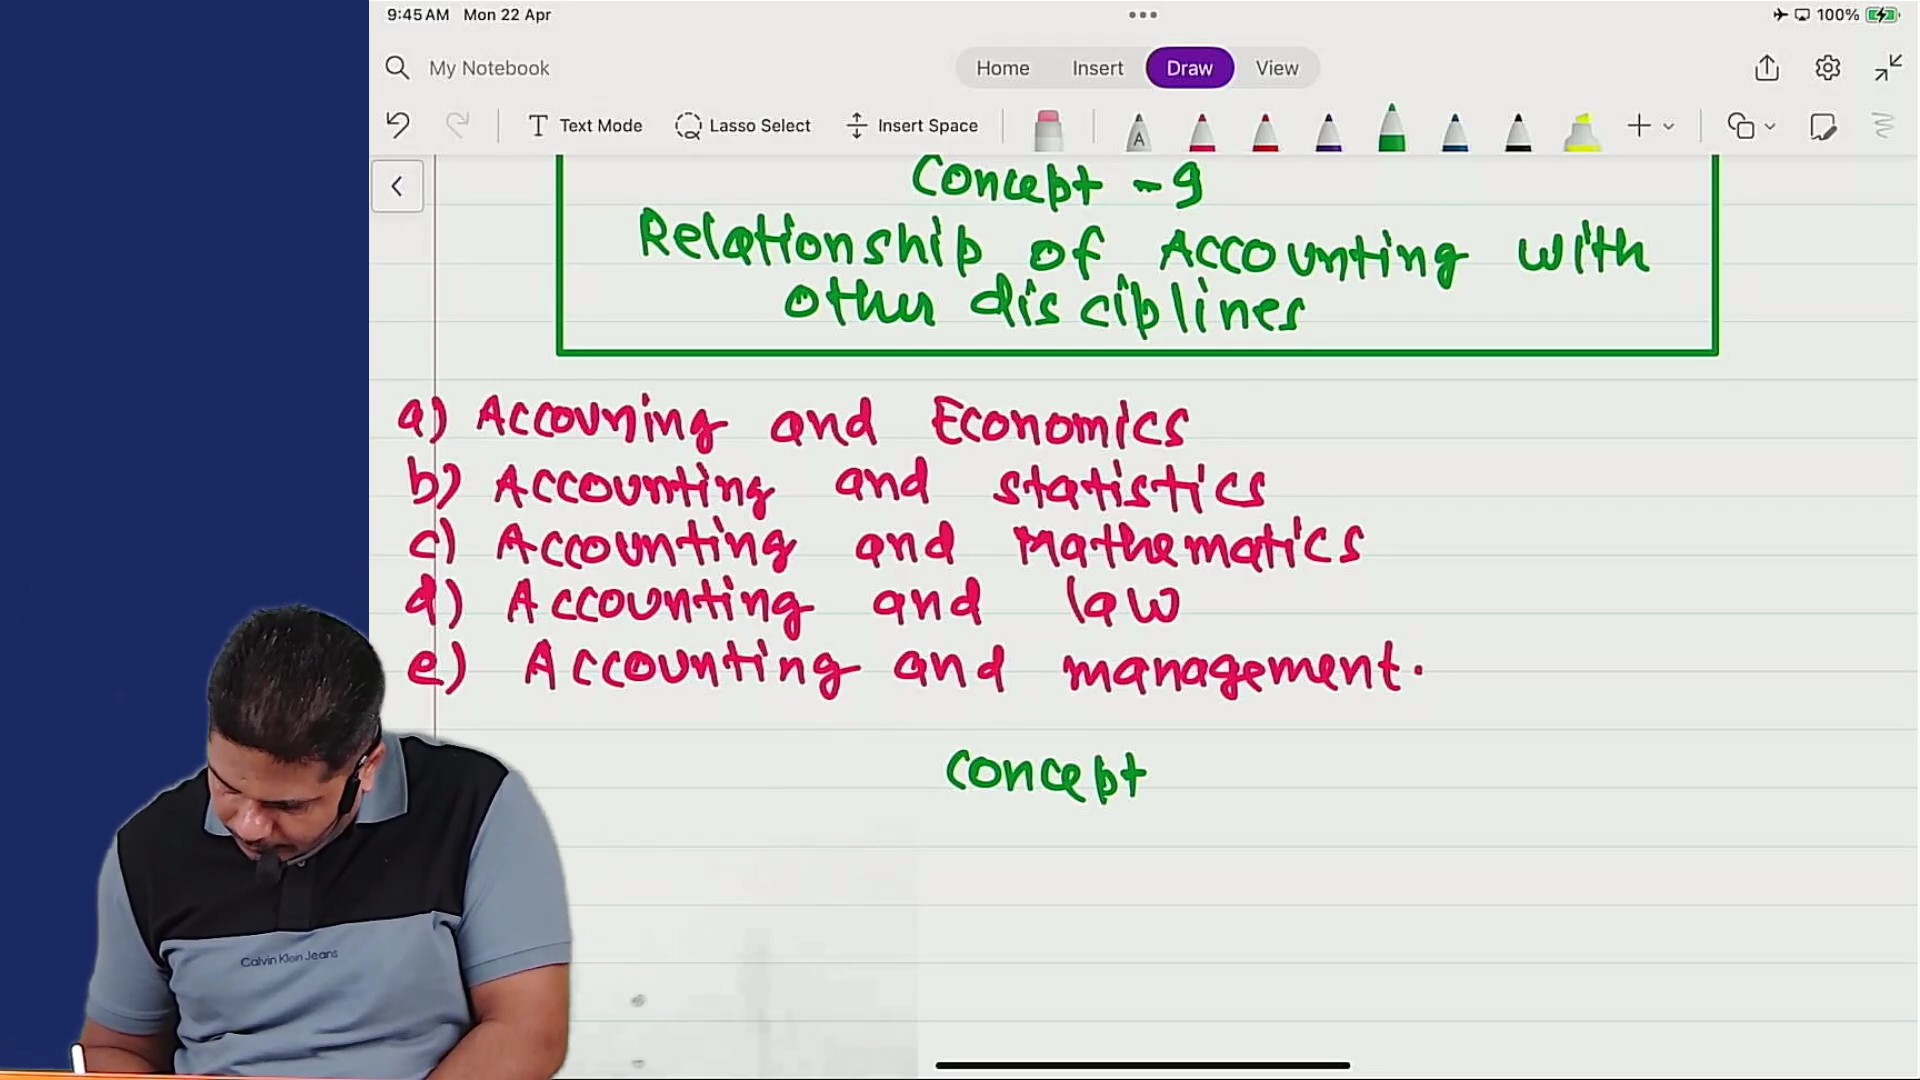 9:45 AM Mon 22 Apr
100%
My Notebook
Home Insert Draw View
Text Mode Lasso Select Insert Space
A
Concept - 9
Relationship of Accounting with
other disciplines
a) Accouning and Economics
b) Accounting and statistics
c) Accounting and mathematics
d) Accounting and law
e) Accounting and management.
concept
Calvin Klein Jeans